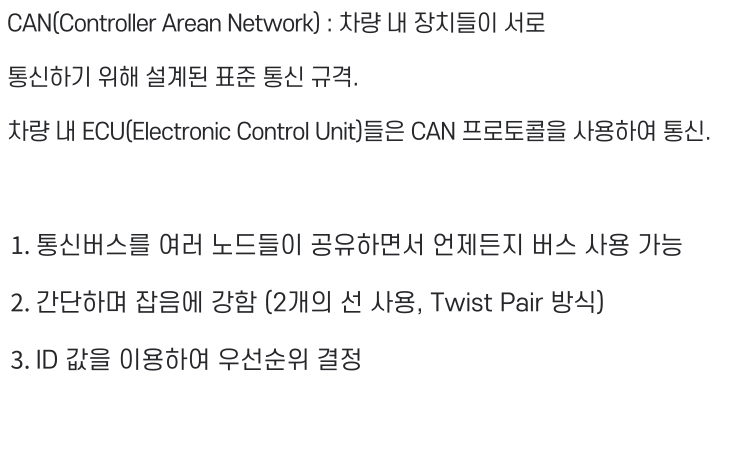 CAN(Controller Arean Network) : 차량 내 장치들이 서로
통신하기 위해 설계된 표준 통신 규격.
차량 내 ECU(Electronic Control Unit)들은 CAN 프로토콜을 사용하여 통신.
1. 통신버스를 여러 노드들이 공유하면서 언제든지 버스 사용 가능
2. 간단하며 잡음에 강함 (2개의 선 사용, Twist Pair 방식)
3. ID 값을 이용하여 우선순위 결정